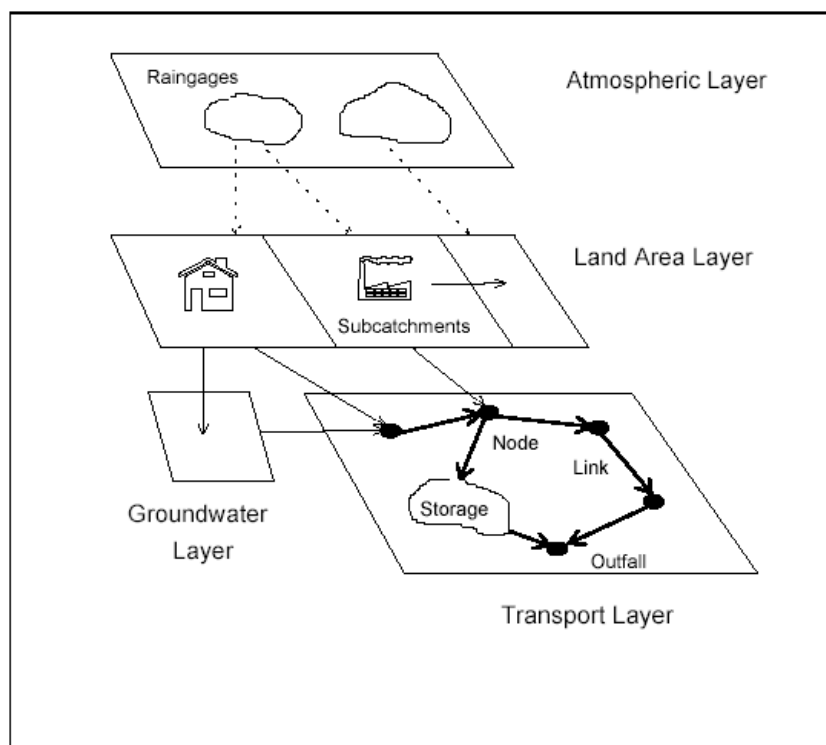 Raingages
Atmospheric Layer
Land Area Layer
Subcatchments
Node
Link
Storage
Groundwater
Layer
Outfall
Transport Layer